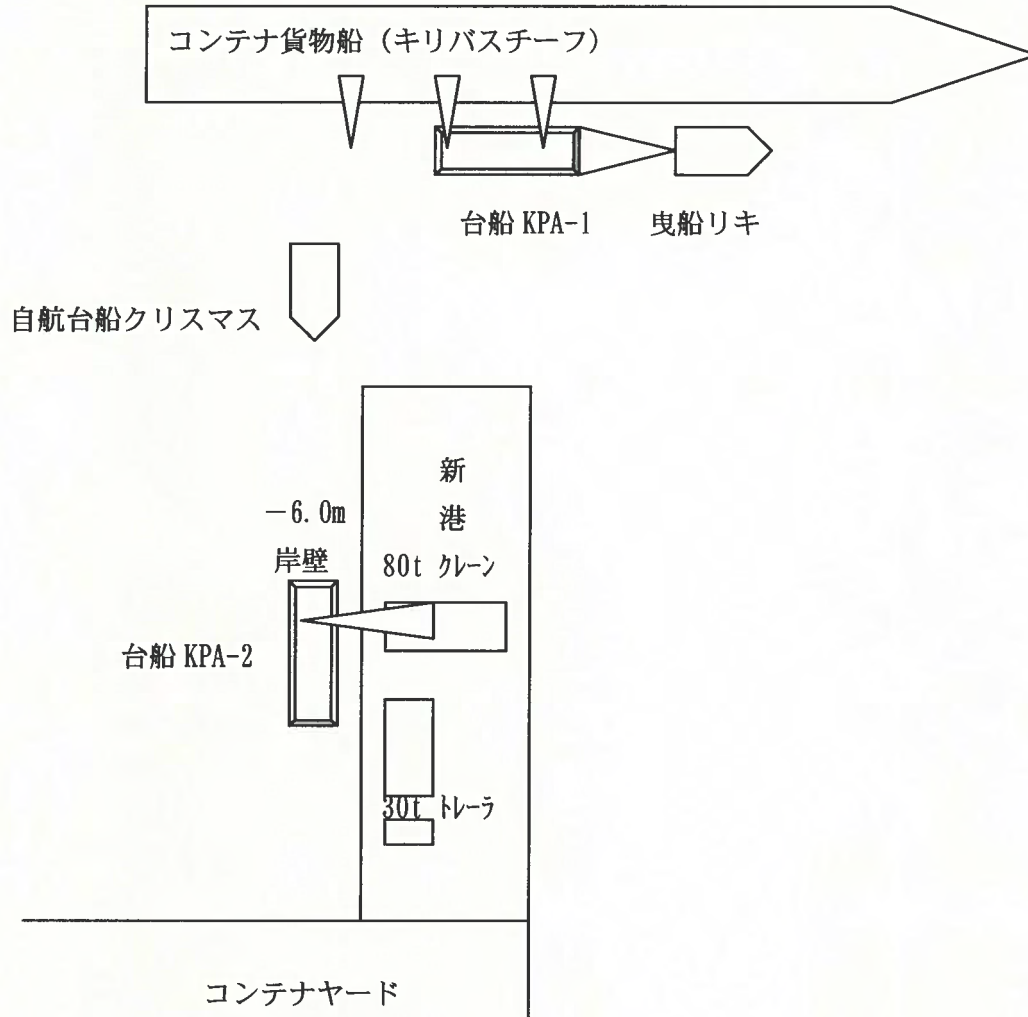 コンテナ貨物船（キリバスチーフ）
台船 KPA-1
曳船リキ
自航台船クリスマス
新
港
－6.0m
岸壁
80t クレーン
台船 KPA-2
30t トレーラ
コンテナヤード